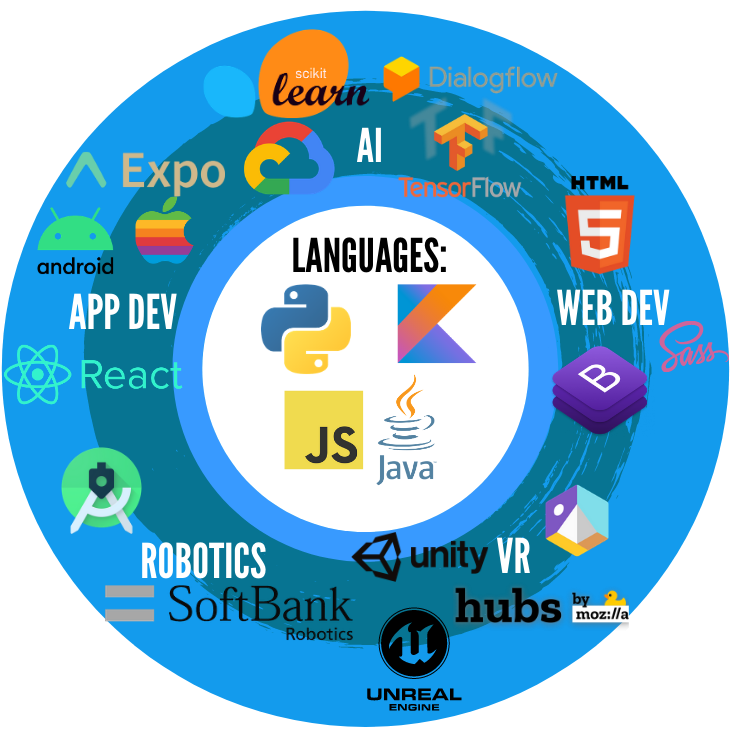 scikit
learn
Dialogflow
AI
TF
TensorFlow
Expo
HTML
5
android
LANGUAGES:
APP DEV
WEB DEV
Sass
React
B
JS
Java
ROBOTICS
unity
VR
SoftBank
Robotics
hubs
by
moz://a
UNREAL
ENGINE